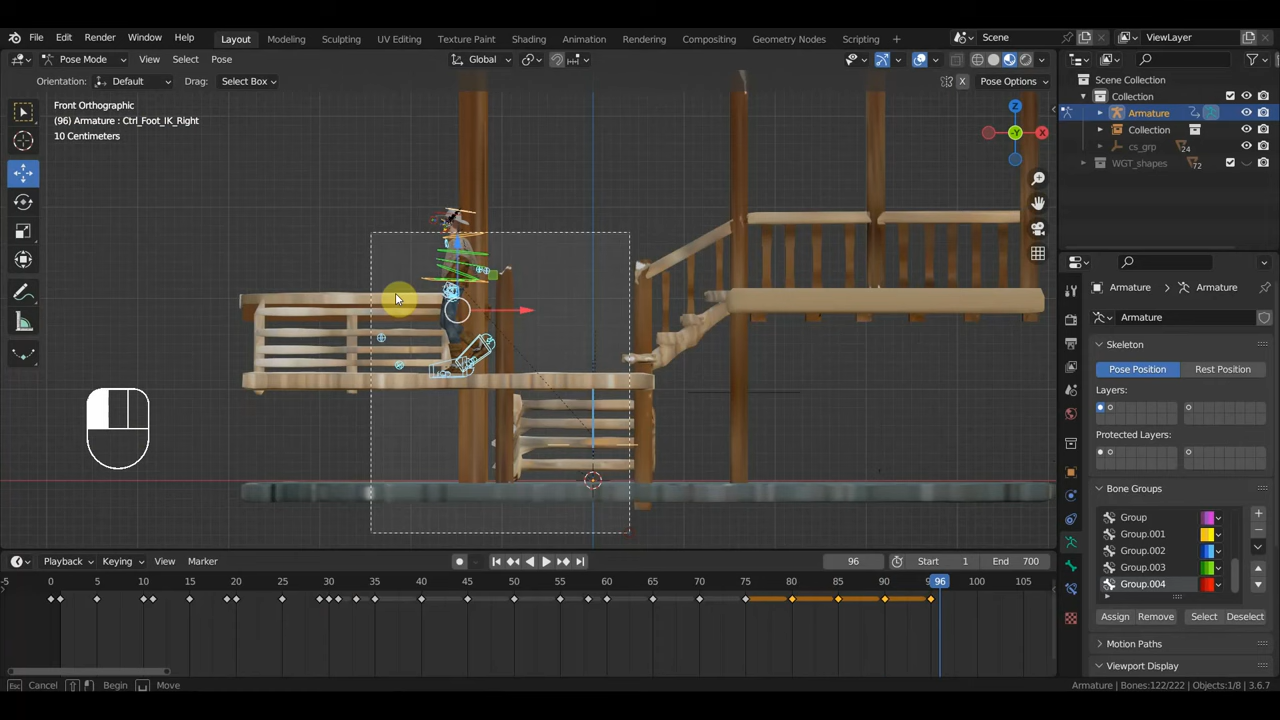 File Edit Render Window Help Layout Modeling Sculpting UV Editing Texture Paint Shading Animation Rendering Compositing Geometry Nodes Scripting + Scene ViewLayer
Pose Mode View Select Pose Global
Orientation: Default Drag: Select Box X Pose Options
Front Orthographic
(96) Armature : Ctrl_Foot_IK_Right
10 Centimeters
Z
-Y
X
Scene Collection
Collection
Armature
Collection
cs_grp 24
WGT_shapes 72
Armature Armature
Armature
Skeleton
Pose Position Rest Position
Layers:
Protected Layers:
Bone Groups
Group
Group.001
Group.002
Group.003
Group.004
Assign Remove Select Deselect
Motion Paths
Viewport Display
Playback Keying View Marker 96 Start 1 End 700
-5 0 5 10 15 20 25 30 35 40 45 50 55 60 65 70 75 80 85 90 96 100 105
Esc Cancel Begin Move Armature | Bones:122/222 | Objects:1/8 | 3.6.7